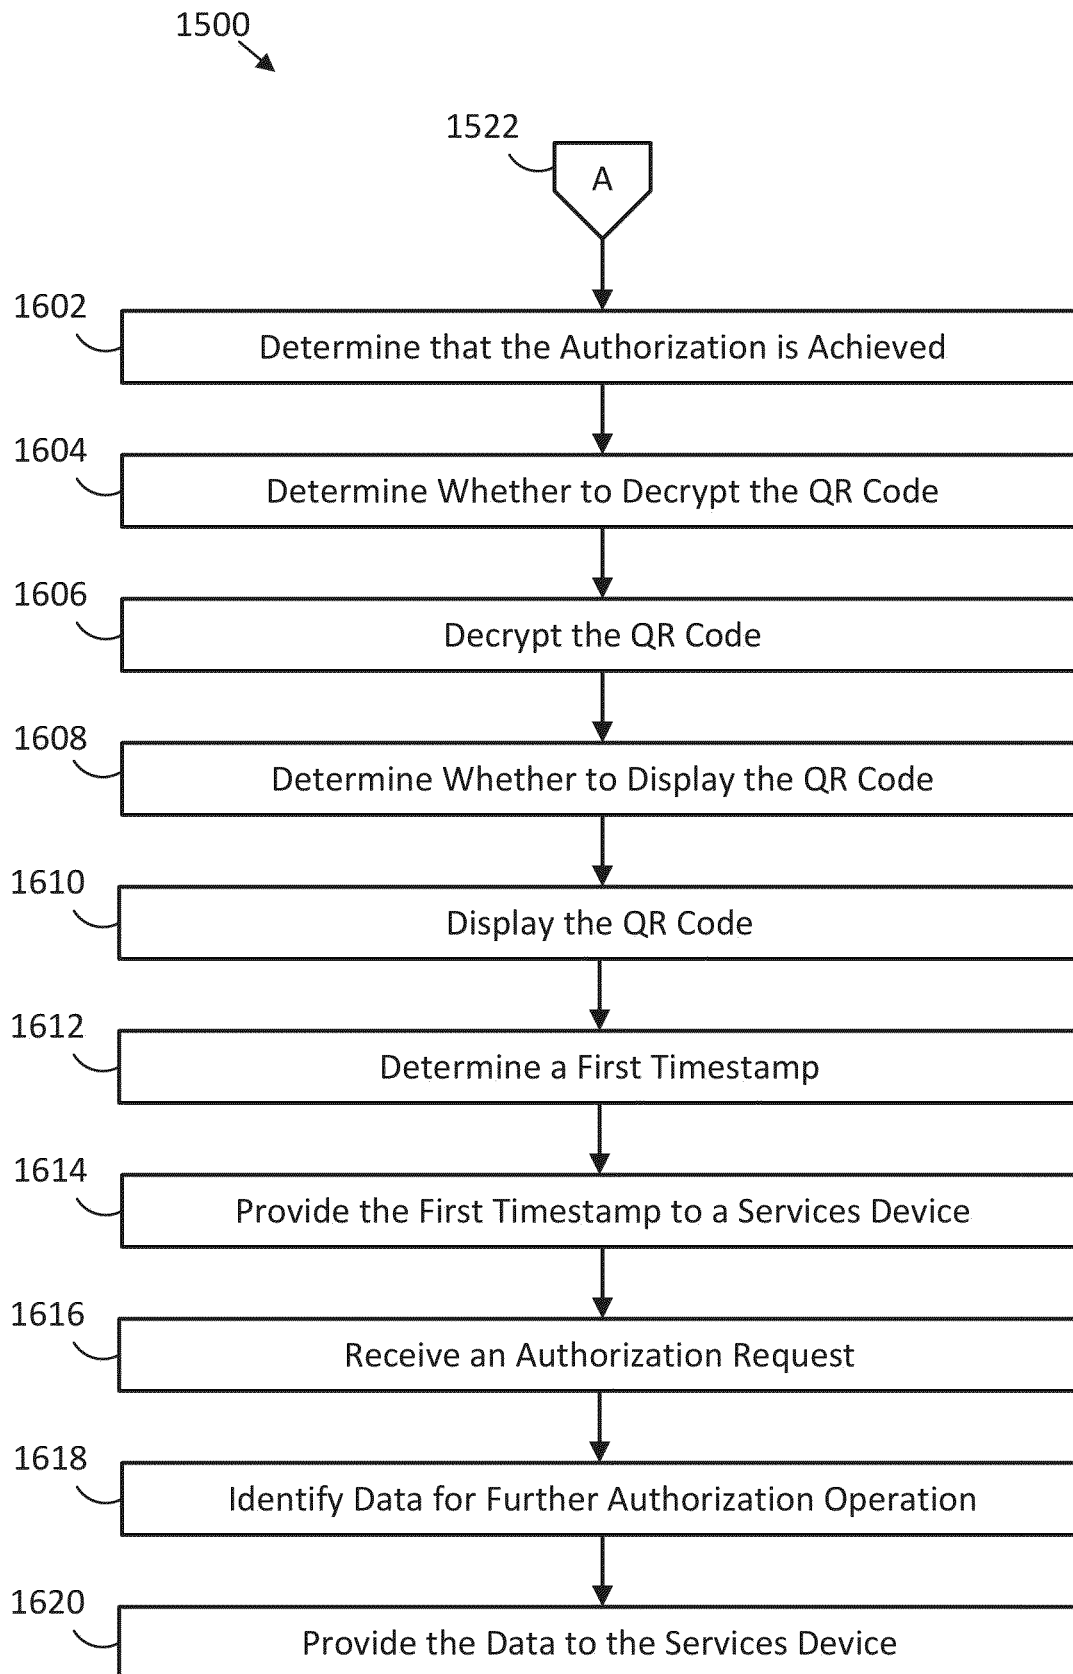 1500
1522
A
1602
Determine that the Authorization is Achieved
1604
Determine Whether to Decrypt the QR Code
1606
Decrypt the QR Code
1608
Determine Whether to Display the QR Code
1610
Display the QR Code
1612
Determine a First Timestamp
1614
Provide the First Timestamp to a Services Device
1616
Receive an Authorization Request
1618
Identify Data for Further Authorization Operation
1620
Provide the Data to the Services Device